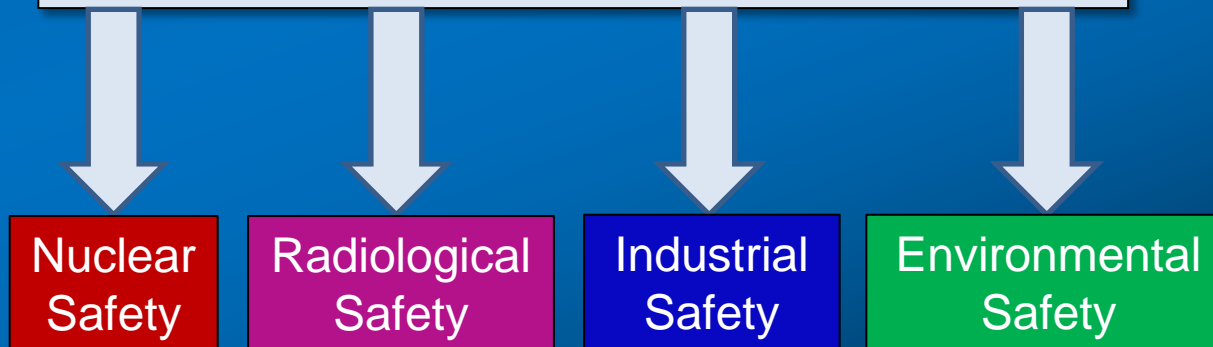 Nuclear
Safety
Radiological
Safety
Industrial
Safety
Environmental
Safety